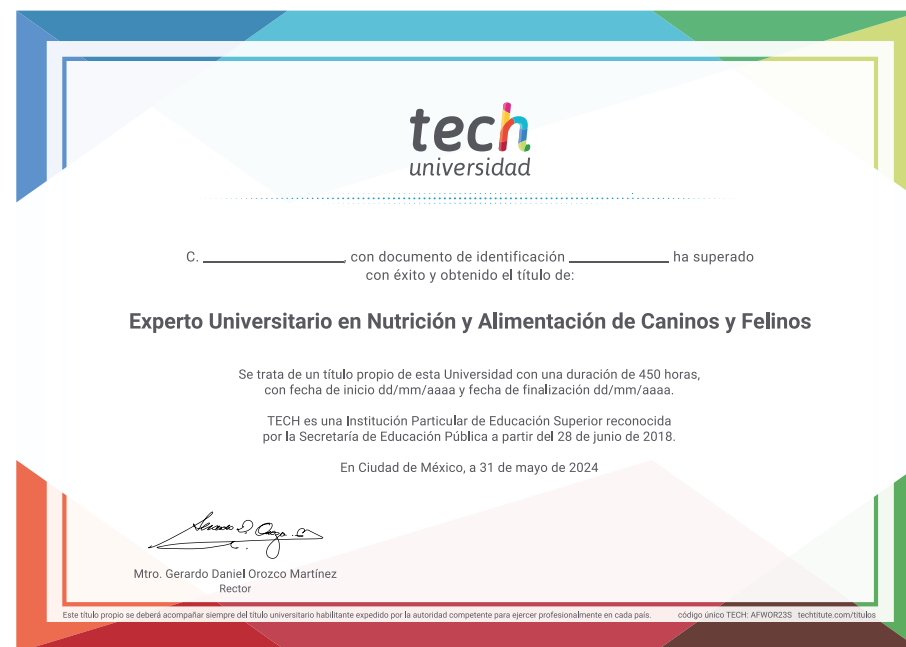 tech
universidad
C. ____________, con documento de identificación ____________ ha superado
con éxito y obtenido el título de:
Experto Universitario en Nutrición y Alimentación de Caninos y Felinos
Se trata de un título propio de esta Universidad con una duración de 450 horas,
con fecha de inicio dd/mm/aaaa y fecha de finalización dd/mm/aaaa.
TECH es una Institución Particular de Educación Superior reconocida
por la Secretaría de Educación Pública a partir del 28 de junio de 2018.
En Ciudad de México, a 31 de mayo de 2024
Mtro. Gerardo Daniel Orozco Martínez
Rector
Este título propio se deberá acompañar siempre del título universitario habilitante expedido por la autoridad competente para ejercer profesionalmente en cada país. código único TECH: AFWOR23S techtitute.com/titulos